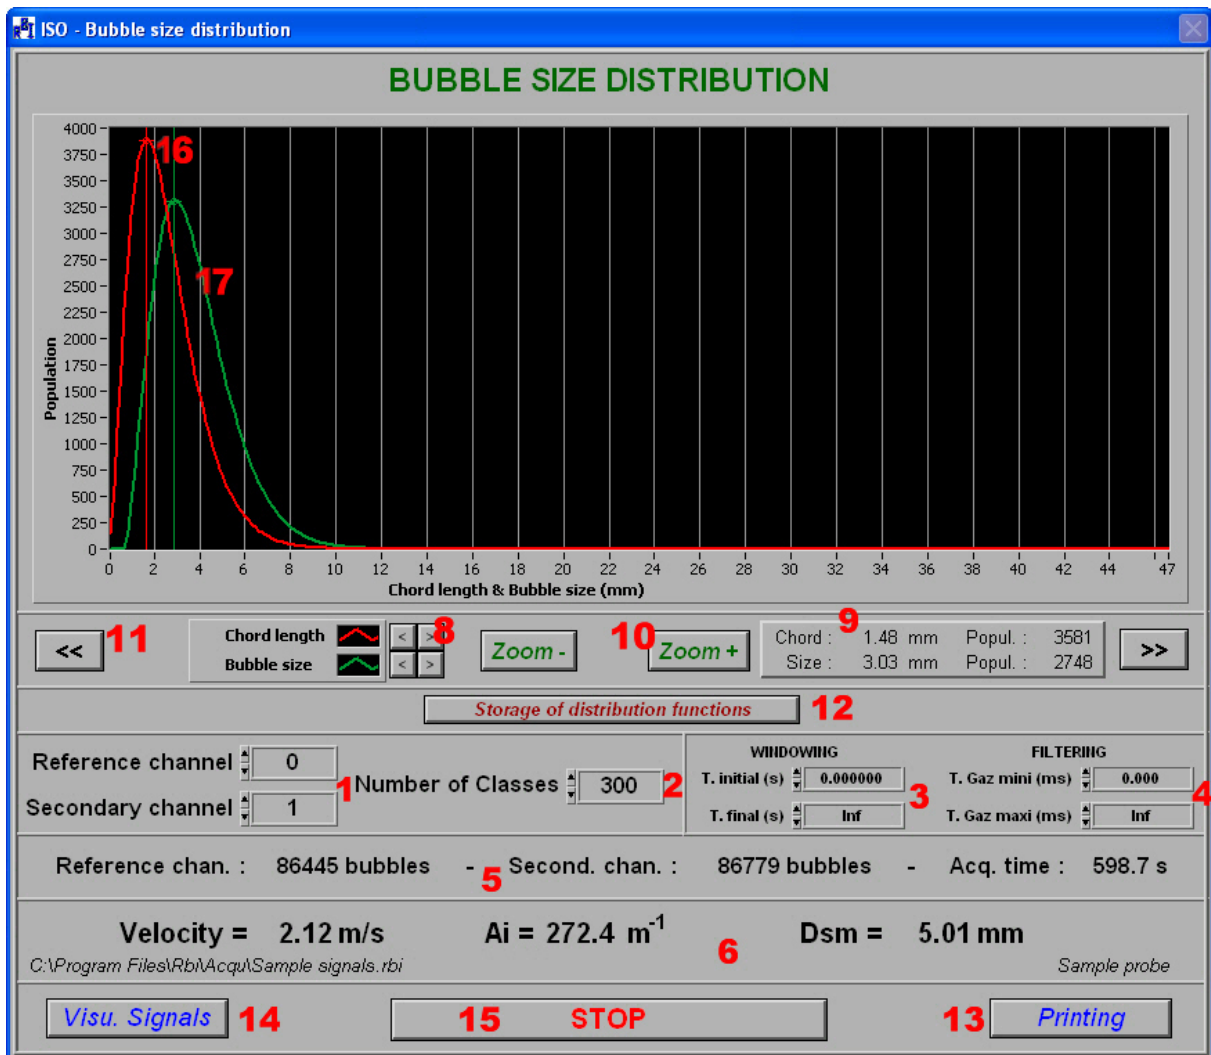 RBI ISO - Bubble size distribution
BUBBLE SIZE DISTRIBUTION
4000
3750
3500
3250
3000
2750
2500
2250
2000
1750
1500
1250
1000
750
500
250
0
Population
16
17
0 2 4 6 8 10 12 14 16 18 20 22 24 26 28 30 32 34 36 38 40 42 44 47
Chord length & Bubble size (mm)
<< 11
Chord length < > 8
Bubble size < >
Zoom -
10 Zoom +
9
Chord : 1.48 mm Popul. : 3581
Size : 3.03 mm Popul. : 2748
>>
Storage of distribution functions 12
Reference channel 0
Secondary channel 1
1
Number of Classes 300 2
WINDOWING
T. initial (s) 0.000000
T. final (s) Inf
3
FILTERING
T. Gaz mini (ms) 0.000
T. Gaz maxi (ms) Inf
4
Reference chan. : 86445 bubbles - 5 Second. chan. : 86779 bubbles - Acq. time : 598.7 s
Velocity = 2.12 m/s Ai = 272.4 m-1 6 Dsm = 5.01 mm
C:\Program Files\Rbi\Acqu\Sample signals.rbi Sample probe
Visu. Signals 14 15 STOP 13 Printing